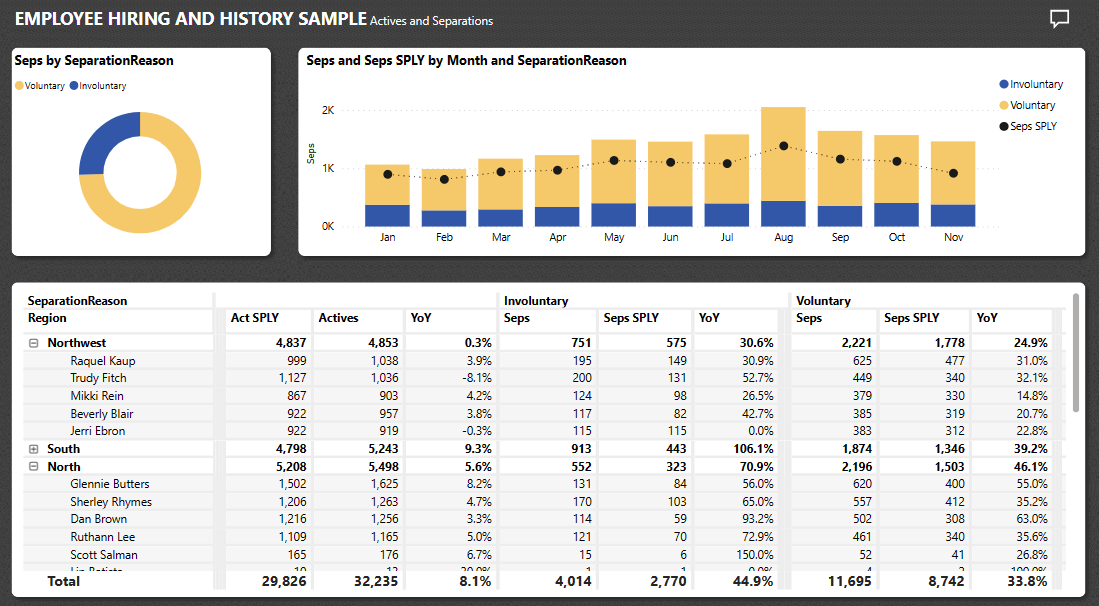 EMPLOYEE HIRING AND HISTORY SAMPLE Actives and Separations
Seps by SeparationReason
Voluntary Involuntary
Seps and Seps SPLY by Month and SeparationReason
Involuntary
Voluntary
Seps SPLY
Seps
2K
1K
0K
Jan Feb Mar Apr May Jun Jul Aug Sep Oct Nov
SeparationReason Involuntary Voluntary
Region Act SPLY Actives YoY Seps Seps SPLY YoY Seps Seps SPLY YoY
Northwest 4,837 4,853 0.3% 751 575 30.6% 2,221 1,778 24.9%
Raquel Kaup 999 1,038 3.9% 195 149 30.9% 625 477 31.0%
Trudy Fitch 1,127 1,036 -8.1% 200 131 52.7% 449 340 32.1%
Mikki Rein 867 903 4.2% 124 98 26.5% 379 330 14.8%
Beverly Blair 922 957 3.8% 117 82 42.7% 385 319 20.7%
Jerri Ebron 922 919 -0.3% 115 115 0.0% 383 312 22.8%
South 4,798 5,243 9.3% 913 443 106.1% 1,874 1,346 39.2%
North 5,208 5,498 5.6% 552 323 70.9% 2,196 1,503 46.1%
Glennie Butters 1,502 1,625 8.2% 131 84 56.0% 620 400 55.0%
Sherley Rhymes 1,206 1,263 4.7% 170 103 65.0% 557 412 35.2%
Dan Brown 1,216 1,256 3.3% 114 59 93.2% 502 308 63.0%
Ruthann Lee 1,109 1,165 5.0% 121 70 72.9% 461 340 35.6%
Scott Salman 165 176 6.7% 15 6 150.0% 52 41 26.8%
Total 29,826 32,235 8.1% 4,014 2,770 44.9% 11,695 8,742 33.8%